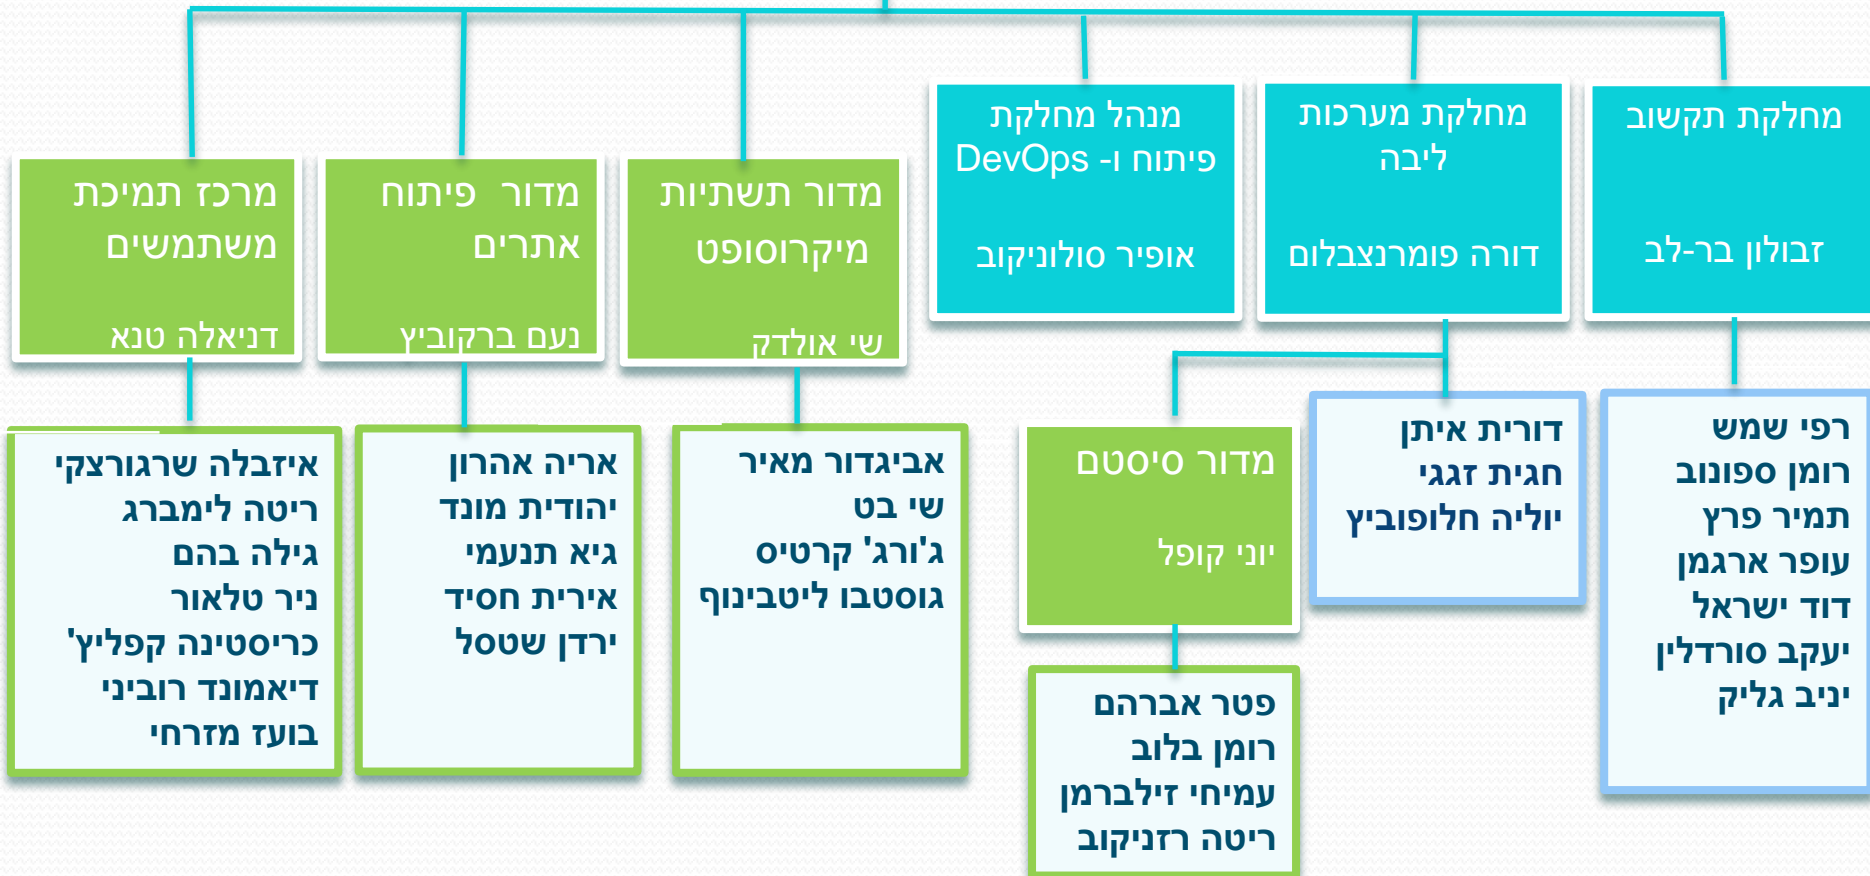 מחלקת תקשוב
זבולון בר-לב
מחלקת מערכות
ליבה
דורה פומרנצבלום
מנהל מחלקת
פיתוח ו- DevOps
אופיר סולוניקוב
מדור תשתיות
מיקרוסופט
שי אולדק
מדור פיתוח
אתרים
נעם ברקוביץ
מרכז תמיכת
משתמשים
דניאלה טנא
רפי שמש
רומן ספונוב
תמיר פרץ
עופר ארגמן
דוד ישראל
יעקב סורדלין
יניב גליק
דורית איתן
חגית זגגי
יוליה חלופוביץ
מדור סיסטם
יוני קופל
פטר אברהם
רומן בלוב
עמיחי זילברמן
ריטה רזניקוב
אביגדור מאיר
שי בט
ג'ורג' קרטיס
גוסטבו ליטבינוף
אריה אהרון
יהודית מונד
גיא תנעמי
אירית חסיד
ירדן שטסל
איזבלה שרגורצקי
ריטה לימברג
גילה בהם
ניר טלאור
כריסטינה קפליץ'
דיאמונד רוביני
בועז מזרחי